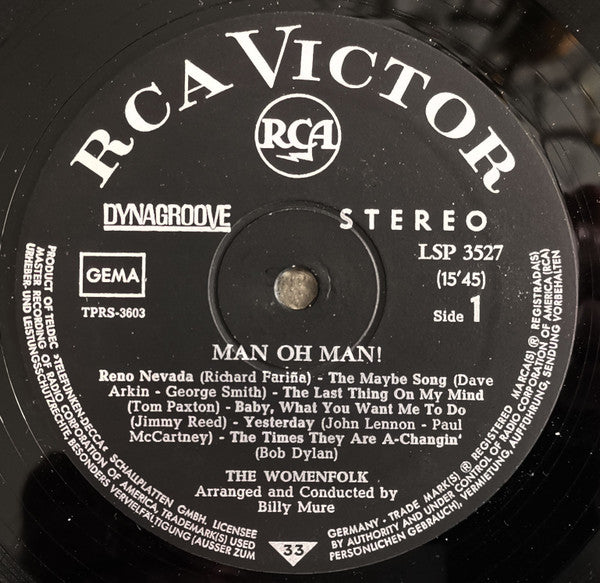 RCA VICTOR
RCA
DYNAGROOVE
STEREO
LSP 3527
GEMA
(15'45)
TPRS-3603
Side 1
MAN OH MAN!
Reno Nevada (Richard Fariña) - The Maybe Song (Dave
Arkin - George Smith) - The Last Thing On My Mind
(Tom Paxton) - Baby, What You Want Me To Do
(Jimmy Reed) - Yesterday (John Lennon - Paul
McCartney) - The Times They Are A-Changin'
(Bob Dylan)
THE WOMENFOLK
Arranged and Conducted by
Billy Mure
33
PRODUCT OF TELDEC »TELEFUNKEN-DECCA« SCHALLPLATTEN GMBH. LICENSEE
MASTER RECORDING OF RADIO CORPORATION OF AMERICA, TRADEMARK(S) USED
URHEBER- UND LEISTUNGSSCHUTZRECHTE BESONDERS VERVIELFÄLTIGUNG (AUSSER ZUM
GERMANY - TRADE MARK(S) ® REGISTERED MARCA(S) ® REGISTRADA(S)
BY AUTHORITY AND UNDER CONTROL OF RADIO CORPORATION OF AMERICA (RCA)
PERSÖNLICHEN GEBRAUCH), VERMIETUNG, AUFFÜHRUNG, SENDUNG VORBEHALTEN